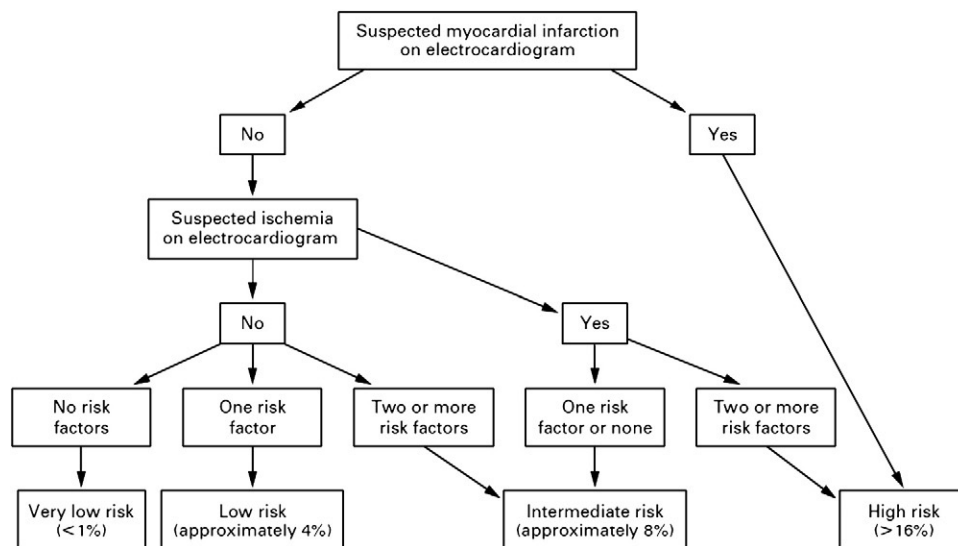 Suspected myocardial infarction
on electrocardiogram
No
Yes
Suspected ischemia
on electrocardiogram
No
Yes
No risk
factors
One risk
factor
Two or more
risk factors
One risk
factor or none
Two or more
risk factors
Very low risk
(<1%)
Low risk
(approximately 4%)
Intermediate risk
(approximately 8%)
High risk
(>16%)